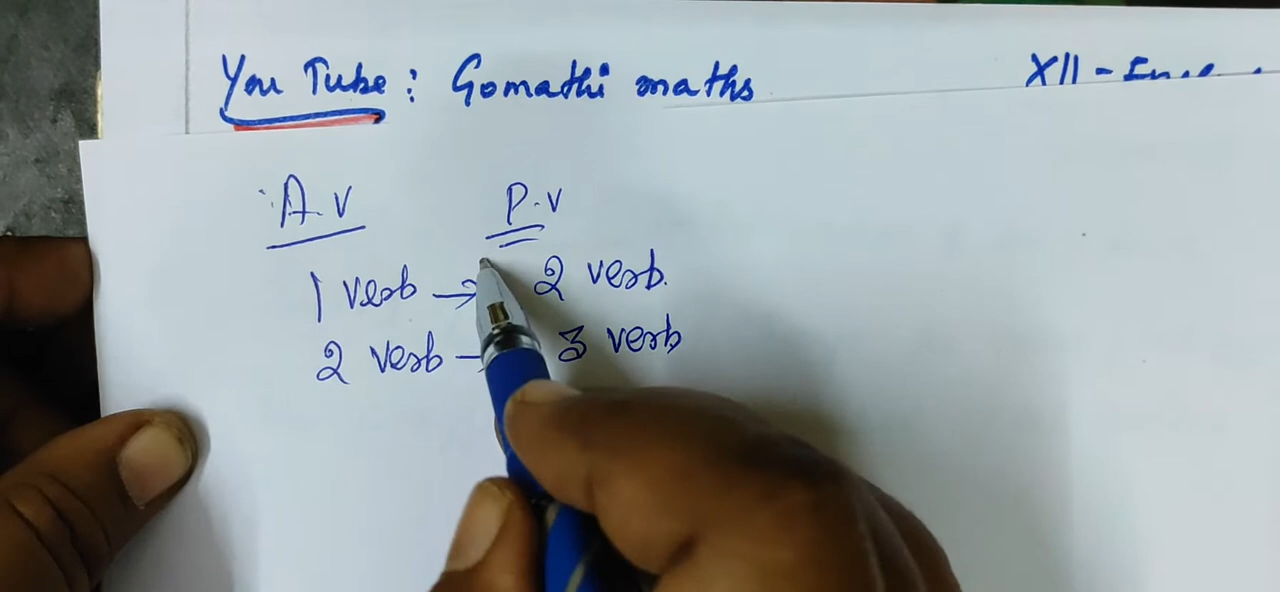 You Tube: Gomathi maths
XII -
A.V P.V
1 verb → 2 verb.
2 verb → 3 verb